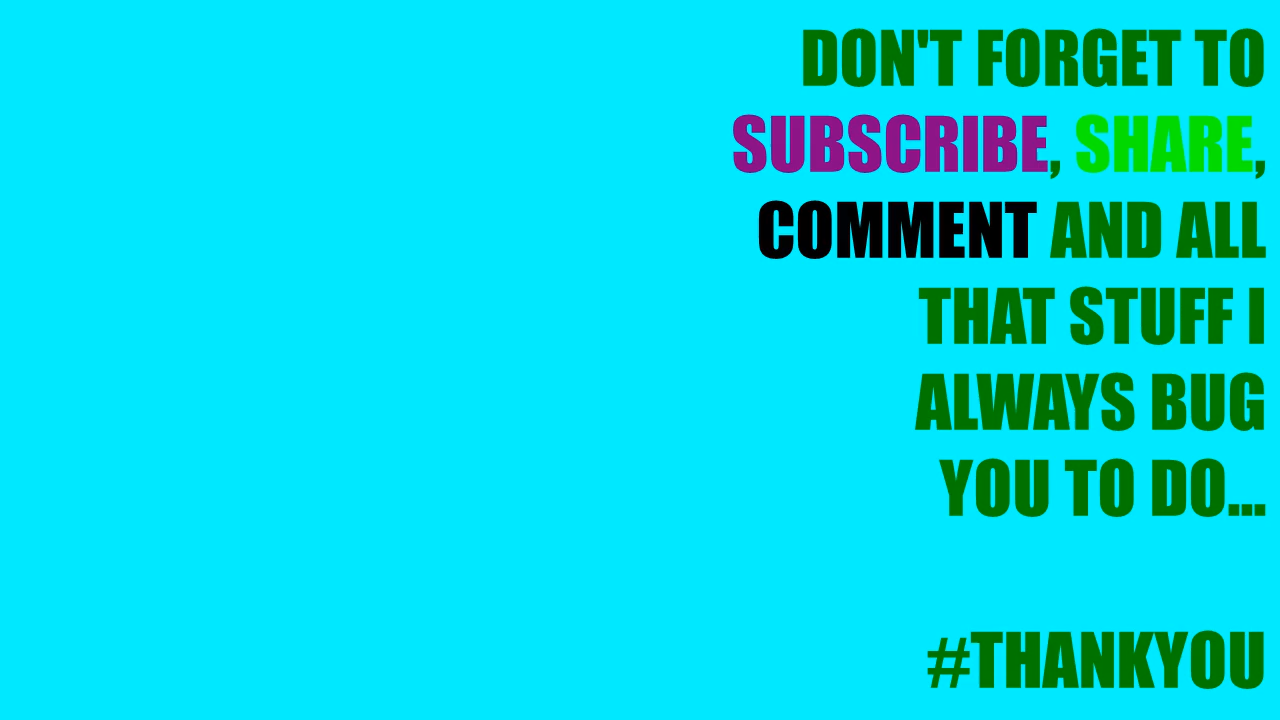 DON'T FORGET TO
SUBSCRIBE, SHARE,
COMMENT AND ALL
THAT STUFF I
ALWAYS BUG
YOU TO DO...
#THANKYOU